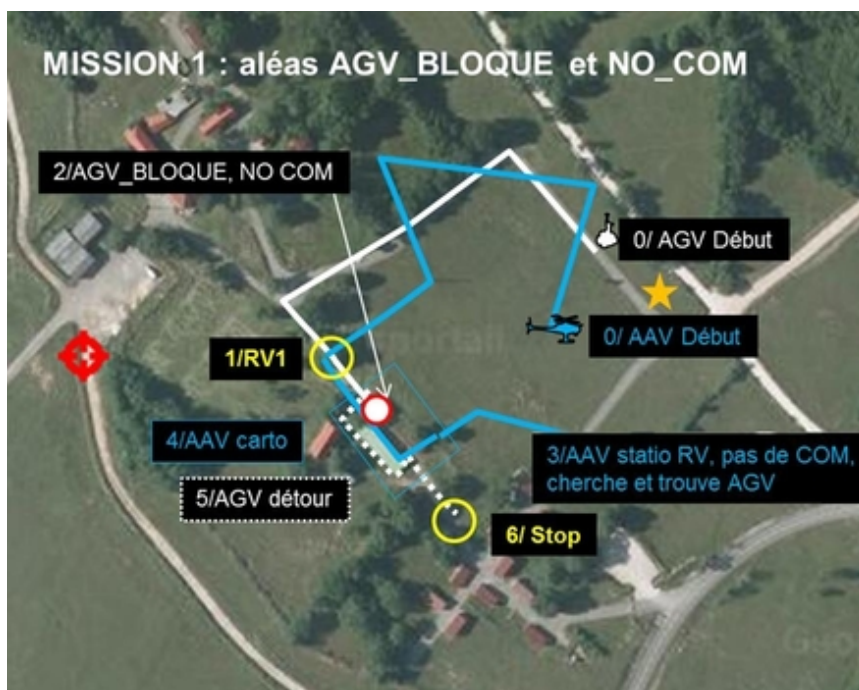 MISSION 1 : aléas AGV_BLOQUE et NO_COM
2/AGV_BLOQUE, NO COM
0/ AGV Début
0/ AAV Début
1/RV1
4/AAV carto
3/AAV statio RV, pas de COM,
cherche et trouve AGV
5/AGV détour
6/ Stop